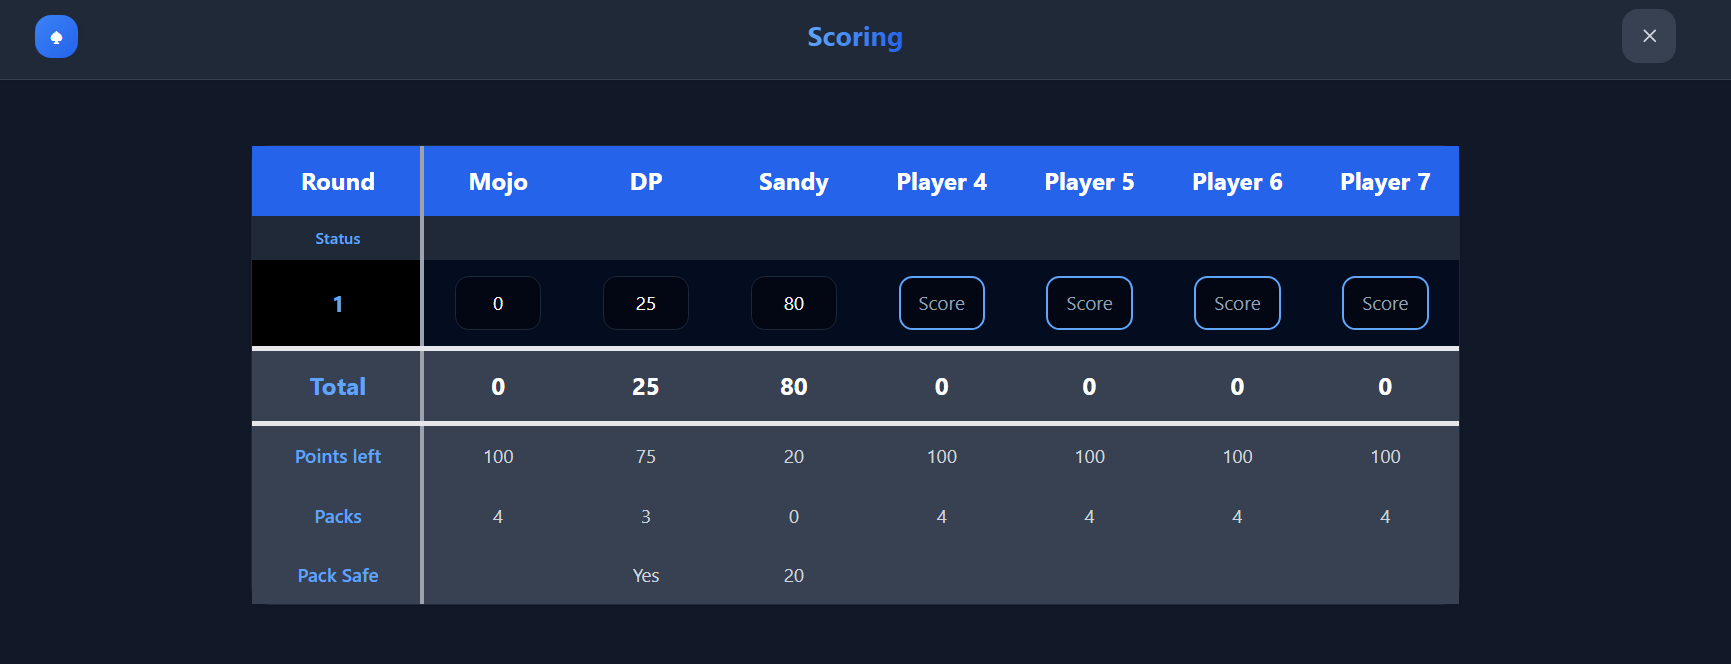 Scoring
Round Mojo DP Sandy Player 4 Player 5 Player 6 Player 7
Status
1 0 25 80 Score Score Score Score
Total 0 25 80 0 0 0 0
Points left 100 75 20 100 100 100 100
Packs 4 3 0 4 4 4 4
Pack Safe Yes 20